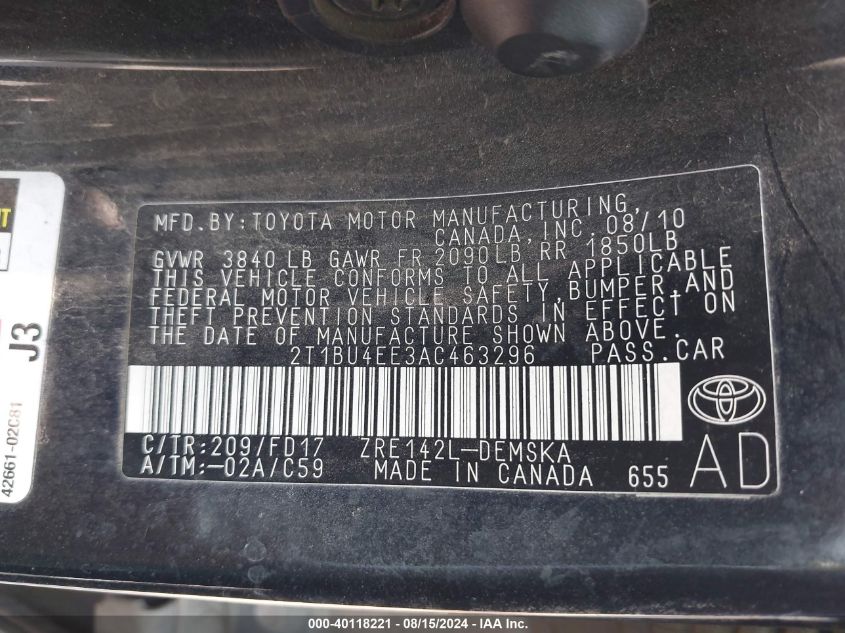 MFD.BY:TOYOTA MOTOR MANUFACTURING,
CANADA, INC. 08/10
GVWR 3840 LB GAWR FR 2090LB RR 1850LB
THIS VEHICLE CONFORMS TO ALL APPLICABLE
FEDERAL MOTOR VEHICLE SAFETY, BUMPER, AND
THEFT PREVENTION STANDARDS IN EFFECT ON
THE DATE OF MANUFACTURE SHOWN ABOVE.
2T1BU4EE3AC463296 PASS.CAR
C/TR:209/FD17 ZRE142L-DEMSKA
A/TM:-02A/C59 MADE IN CANADA 655
AD
J3
42661-02C81
000-40118221 - 08/15/2024 - IAA Inc.